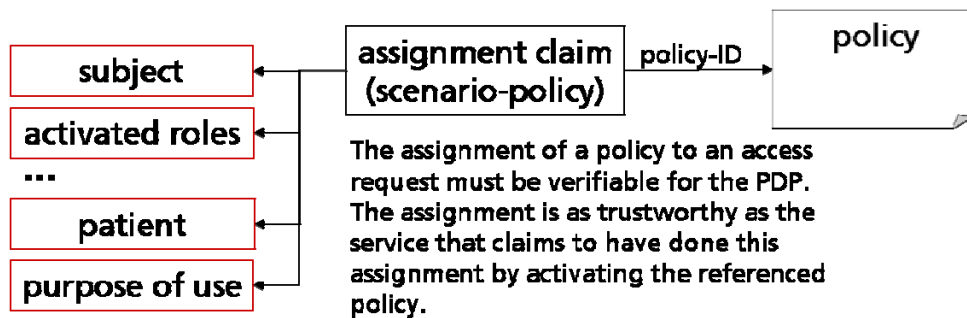 subject
activated roles
...
patient
purpose of use
assignment claim
(scenario-policy)
policy-ID
policy
The assignment of a policy to an access
request must be verifiable for the PDP.
The assignment is as trustworthy as the
service that claims to have done this
assignment by activating the referenced
policy.